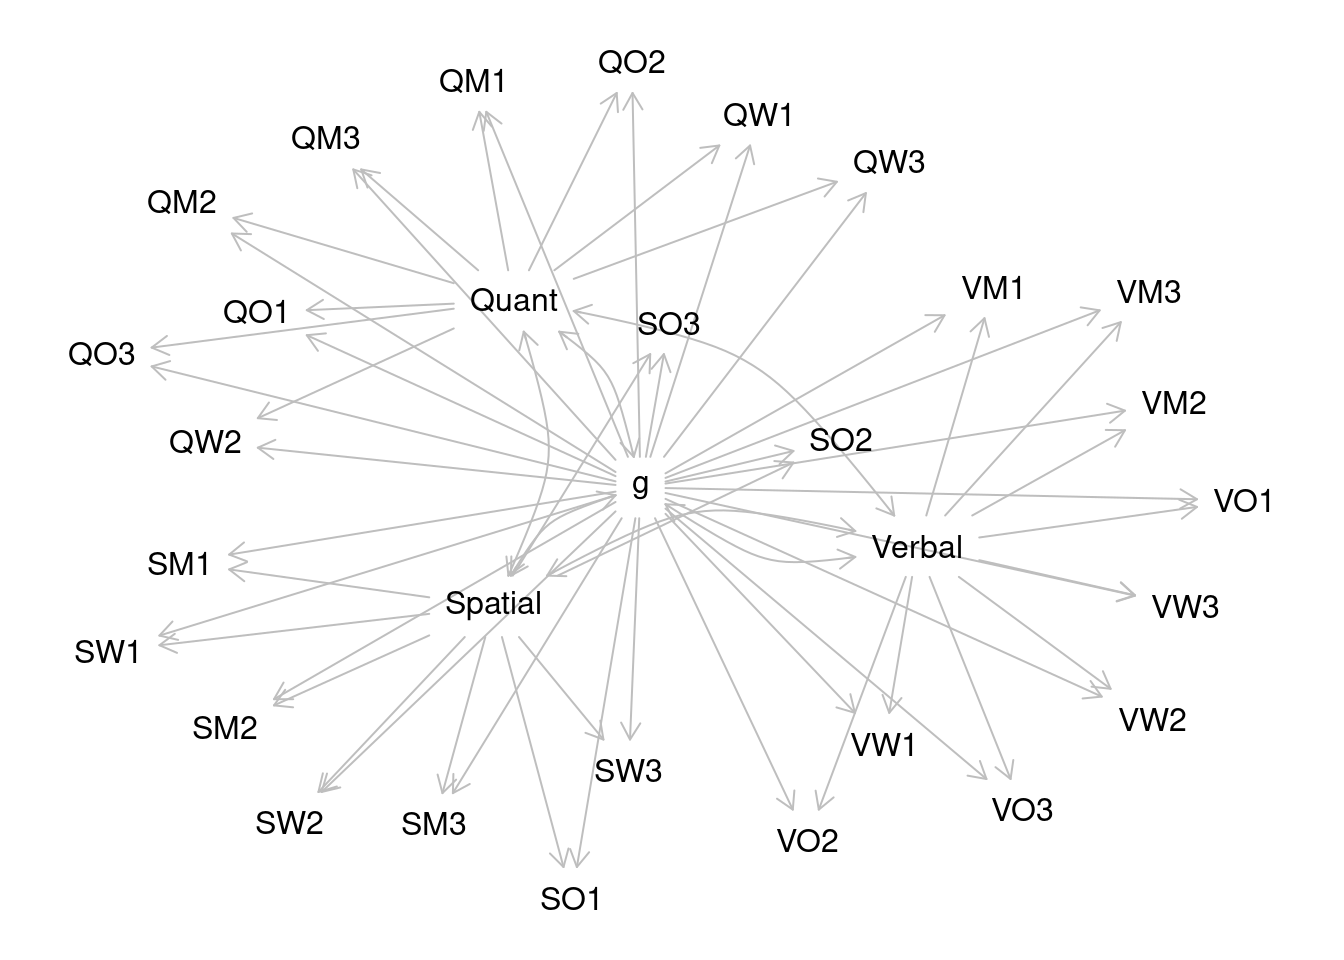 QO2
QM1
QW1
QM3
QW3
QM2
VM1
VM3
Quant
QO1
SO3
QO3
VM2
QW2
SO2
g
VO1
Verbal
SM1
Spatial
VW3
SW1
VW2
SM2
VW1
SW3
VO3
SW2
SM3
VO2
SO1